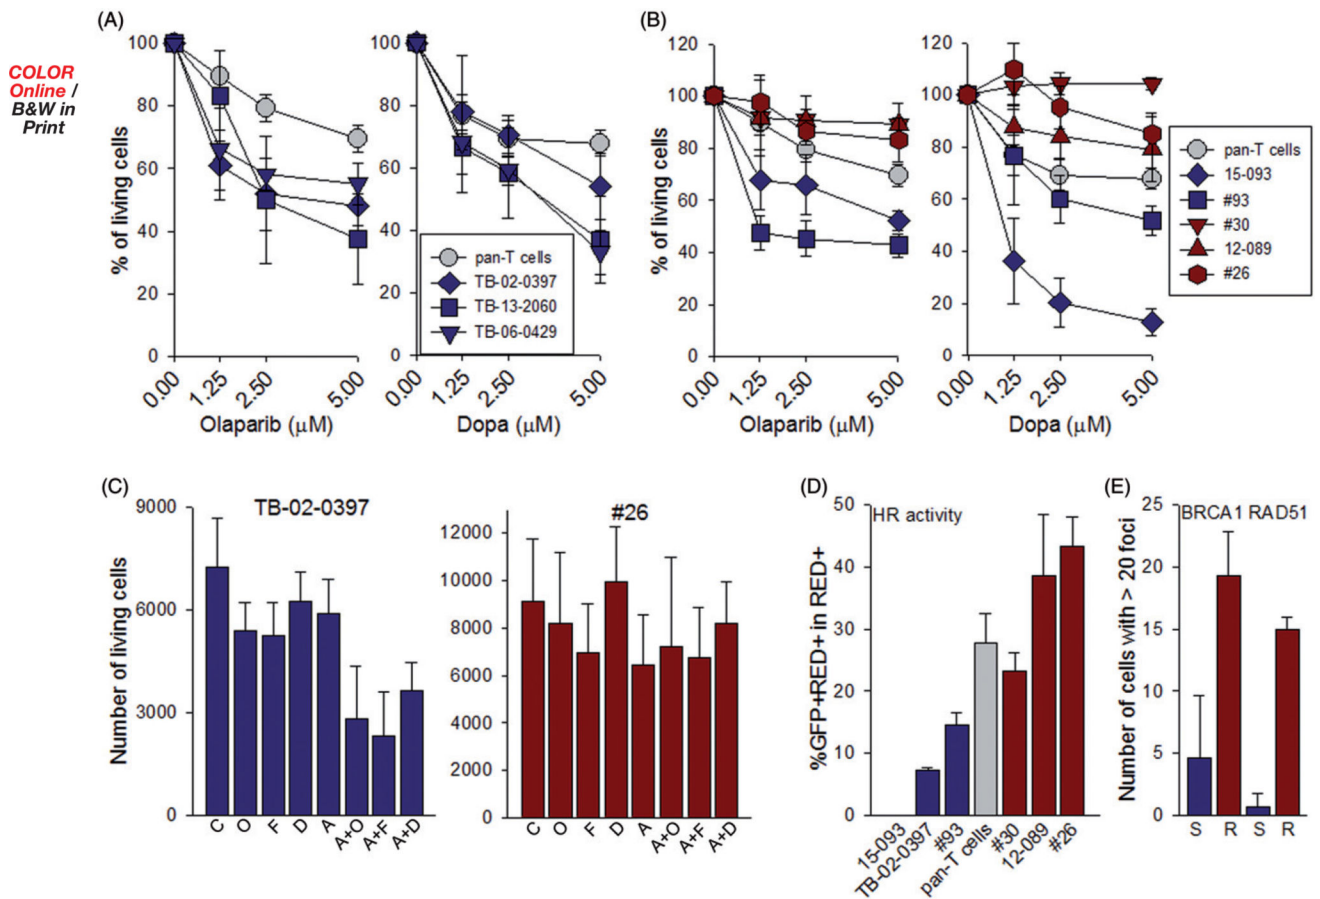 COLOR
Online /
B&W in
Print
(A)
% of living cells
100
80
60
40
20
0
0.00
1.25
2.50
5.00
Olaparib (μM)
100
80
60
40
20
0
pan-T cells
TB-02-0397
TB-13-2060
TB-06-0429
0.00
1.25
2.50
5.00
Dopa (μM)
(B)
% of living cells
120
100
80
60
40
20
0
0.00
1.25
2.50
5.00
Olaparib (μM)
120
100
80
60
40
20
0
0.00
1.25
2.50
5.00
Dopa (μM)
pan-T cells
15-093
#93
#30
12-089
#26
(C)
TB-02-0397
Number of living cells
9000
6000
3000
0
C
O
F
D
A
A+O
A+F
A+D
#26
12000
10000
8000
6000
4000
2000
0
C
O
F
D
A
A+O
A+F
A+D
(D)
HR activity
%GFP+RED+ in RED+
50
40
30
20
10
0
15-093
TB-02-0397
#93
pan-T cells
#30
12-089
#26
(E)
BRCA1 RAD51
Number of cells with > 20 foci
25
20
15
10
5
0
S
R
S
R